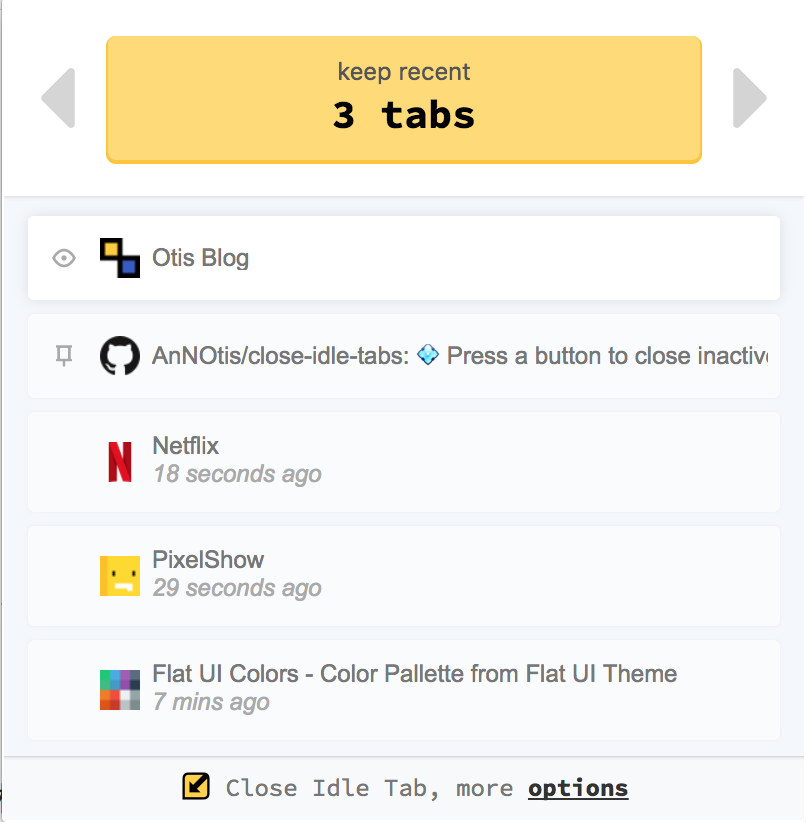 keep recent
3 tabs
Otis Blog
AnNOtis/close-idle-tabs: 💠 Press a button to close inactiv
Netflix
18 seconds ago
PixelShow
29 seconds ago
Flat UI Colors - Color Pallette from Flat UI Theme
7 mins ago
Close Idle Tab, more options